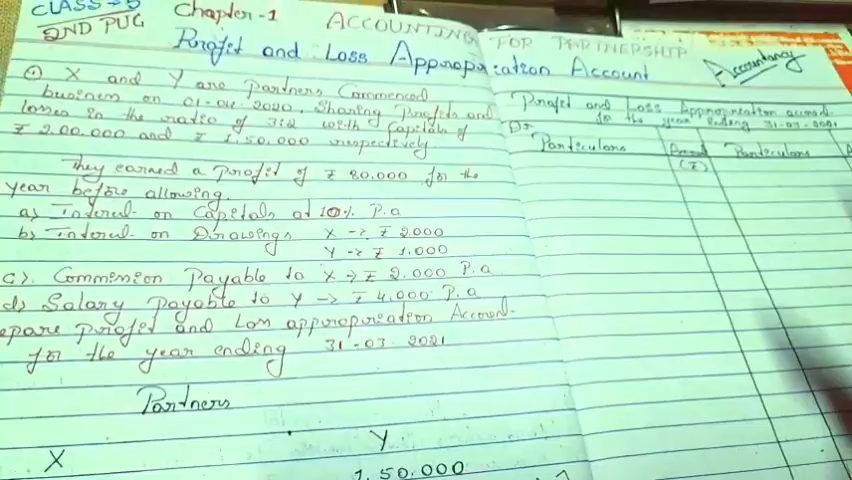 CLASS - 5
2ND PUC
Chapter-1
ACCOUNTING FOR PARTNERSHIP
Profit and Loss Appropriation Account
Accountancy
① X and Y are Partners Commenced
business on 01-04-2020, Sharing Profits and
losses in the ratio of 3:2 with Capitals of
₹ 2,00,000 and ₹ 1,50,000 respectively
They earned a profit of ₹ 80,000 for the
year before allowing.
a) Interest on Capitals at 10% P.a
b) Interest on Drawings X -> ₹ 2,000
Y -> ₹ 1,000
c). Commission Payable to X -> ₹ 2,000 P.a
d) Salary Payable to Y -> ₹ 4,000 P.a
epare profit and Loss appropriation Account
for the year ending 31-03-2021
Partners
X
Y
1,50,000
Profit and Loss Appropriation account
for the year ending 31-03-2021
Dr
Particulars
(₹)
Particulars